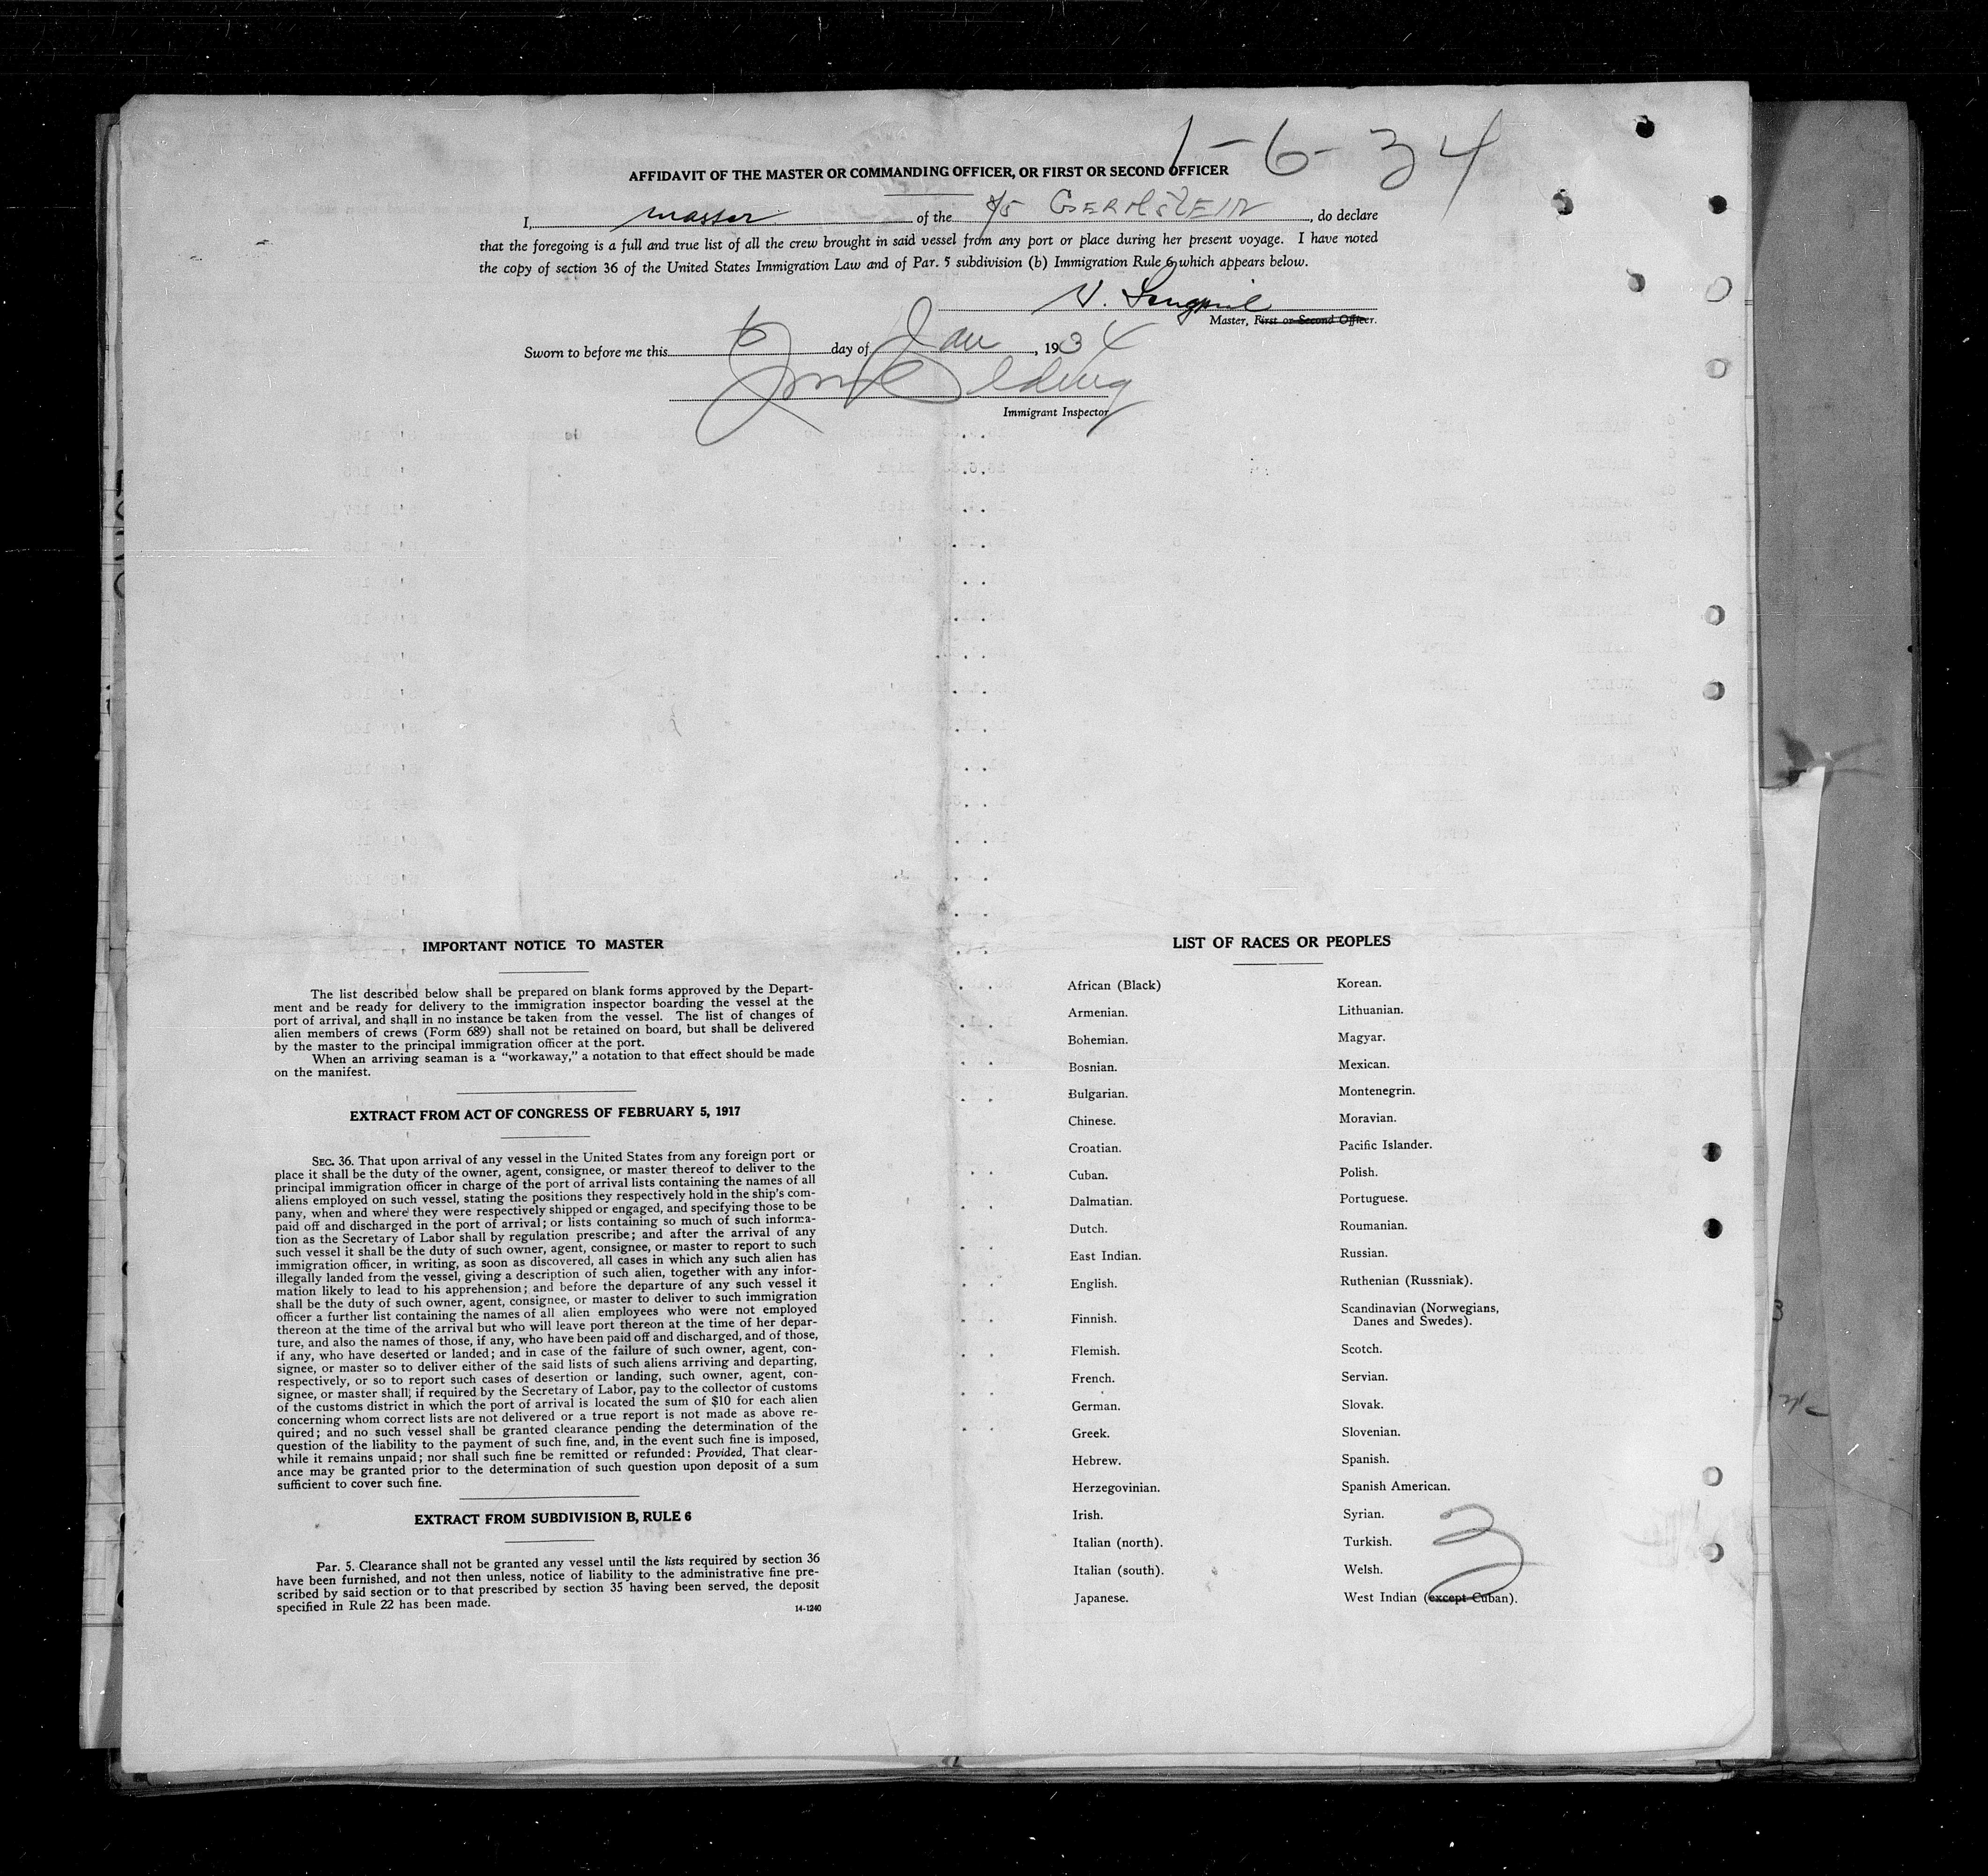 1-6-34
AFFIDAVIT OF THE MASTER OR COMMANDING OFFICER, OR FIRST OR SECOND OFFICER
I, master of the S/S GERMSTEIN, do declare
that the foregoing is a full and true list of all the crew brought in said vessel from any port or place during her present voyage. I have noted
the copy of section 36 of the United States Immigration Law and of Par. 5 subdivision (b) Immigration Rule 6 which appears below.
Master, First or Second Officer.
Sworn to before me this 6 day of Jan, 1934
Immigrant Inspector
IMPORTANT NOTICE TO MASTER
The list described below shall be prepared on blank forms approved by the Depart-
ment and be ready for delivery to the immigration inspector boarding the vessel at the
port of arrival, and shall in no instance be taken from the vessel. The list of changes of
alien members of crews (Form 689) shall not be retained on board, but shall be delivered
by the master to the principal immigration officer at the port.
When an arriving seaman is a "workaway," a notation to that effect should be made
on the manifest.
EXTRACT FROM ACT OF CONGRESS OF FEBRUARY 5, 1917
SEC. 36. That upon arrival of any vessel in the United States from any foreign port or
place it shall be the duty of the owner, agent, consignee, or master thereof to deliver to the
principal immigration officer in charge of the port of arrival lists containing the names of all
aliens employed on such vessel, stating the positions they respectively hold in the ship's com-
pany, when and where they were respectively shipped or engaged, and specifying those to be
paid off and discharged in the port of arrival; or lists containing so much of such informa-
tion as the Secretary of Labor shall by regulation prescribe; and after the arrival of any
such vessel it shall be the duty of such owner, agent, consignee, or master to report to such
immigration officer, in writing, as soon as discovered, all cases in which any such alien has
illegally landed from the vessel, giving a description of such alien, together with any infor-
mation likely to lead to his apprehension; and before the departure of any such vessel it
shall be the duty of such owner, agent, consignee, or master to deliver to such immigration
officer a further list containing the names of all alien employees who were not employed
thereon at the time of the arrival but who will leave port thereon at the time of her depar-
ture, and also the names of those, if any, who have been paid off and discharged, and of those,
if any, who have deserted or landed; and in case of the failure of such owner, agent, con-
signee, or master so to deliver either of the said lists of such aliens arriving and departing,
respectively, or so to report such cases of desertion or landing, such owner, agent, con-
signee, or master shall, if required by the Secretary of Labor, pay to the collector of customs
of the customs district in which the port of arrival is located the sum of $10 for each alien
concerning whom correct lists are not delivered or a true report is not made as above re-
quired; and no such vessel shall be granted clearance pending the determination of the
question of the liability to the payment of such fine, and, in the event such fine is imposed,
while it remains unpaid; nor shall such fine be remitted or refunded: Provided, That clear-
ance may be granted prior to the determination of such question upon deposit of a sum
sufficient to cover such fine.
EXTRACT FROM SUBDIVISION B, RULE 6
Par. 5. Clearance shall not be granted any vessel until the lists required by section 36
have been furnished, and not then unless, notice of liability to the administrative fine pre-
scribed by said section or to that prescribed by section 35 having been served, the deposit
specified in Rule 22 has been made.
14-1240
LIST OF RACES OR PEOPLES
African (Black)
Armenian.
Bohemian.
Bosnian.
Bulgarian.
Chinese.
Croatian.
Cuban.
Dalmatian.
Dutch.
East Indian.
English.
Finnish.
Flemish.
French.
German.
Greek.
Hebrew.
Herzegovinian.
Irish.
Italian (north).
Italian (south).
Japanese.
Korean.
Lithuanian.
Magyar.
Mexican.
Montenegrin.
Moravian.
Pacific Islander.
Polish.
Portuguese.
Roumanian.
Russian.
Ruthenian (Russniak).
Scandinavian (Norwegians,
Danes and Swedes).
Scotch.
Servian.
Slovak.
Slovenian.
Spanish.
Spanish American.
Syrian.
Turkish.
Welsh.
West Indian (except Cuban).
3